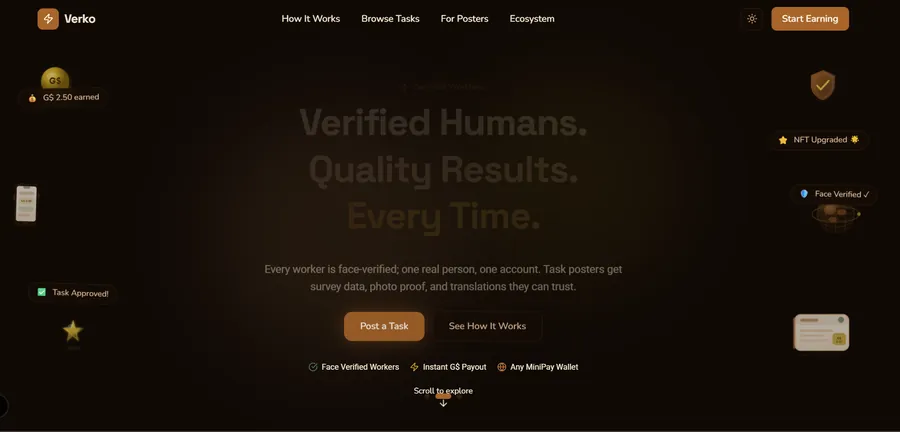 Verko
How It Works
Browse Tasks
For Posters
Ecosystem
Start Earning
G$
G$ 2.50 earned
Verified Humans.
Quality Results.
Every Time.
NFT Upgraded
Face Verified ✓
Every worker is face-verified; one real person, one account. Task posters get
survey data, photo proof, and translations they can trust.
Task Approved!
Post a Task
See How It Works
Face Verified Workers
Instant G$ Payout
Any MiniPay Wallet
Scroll to explore